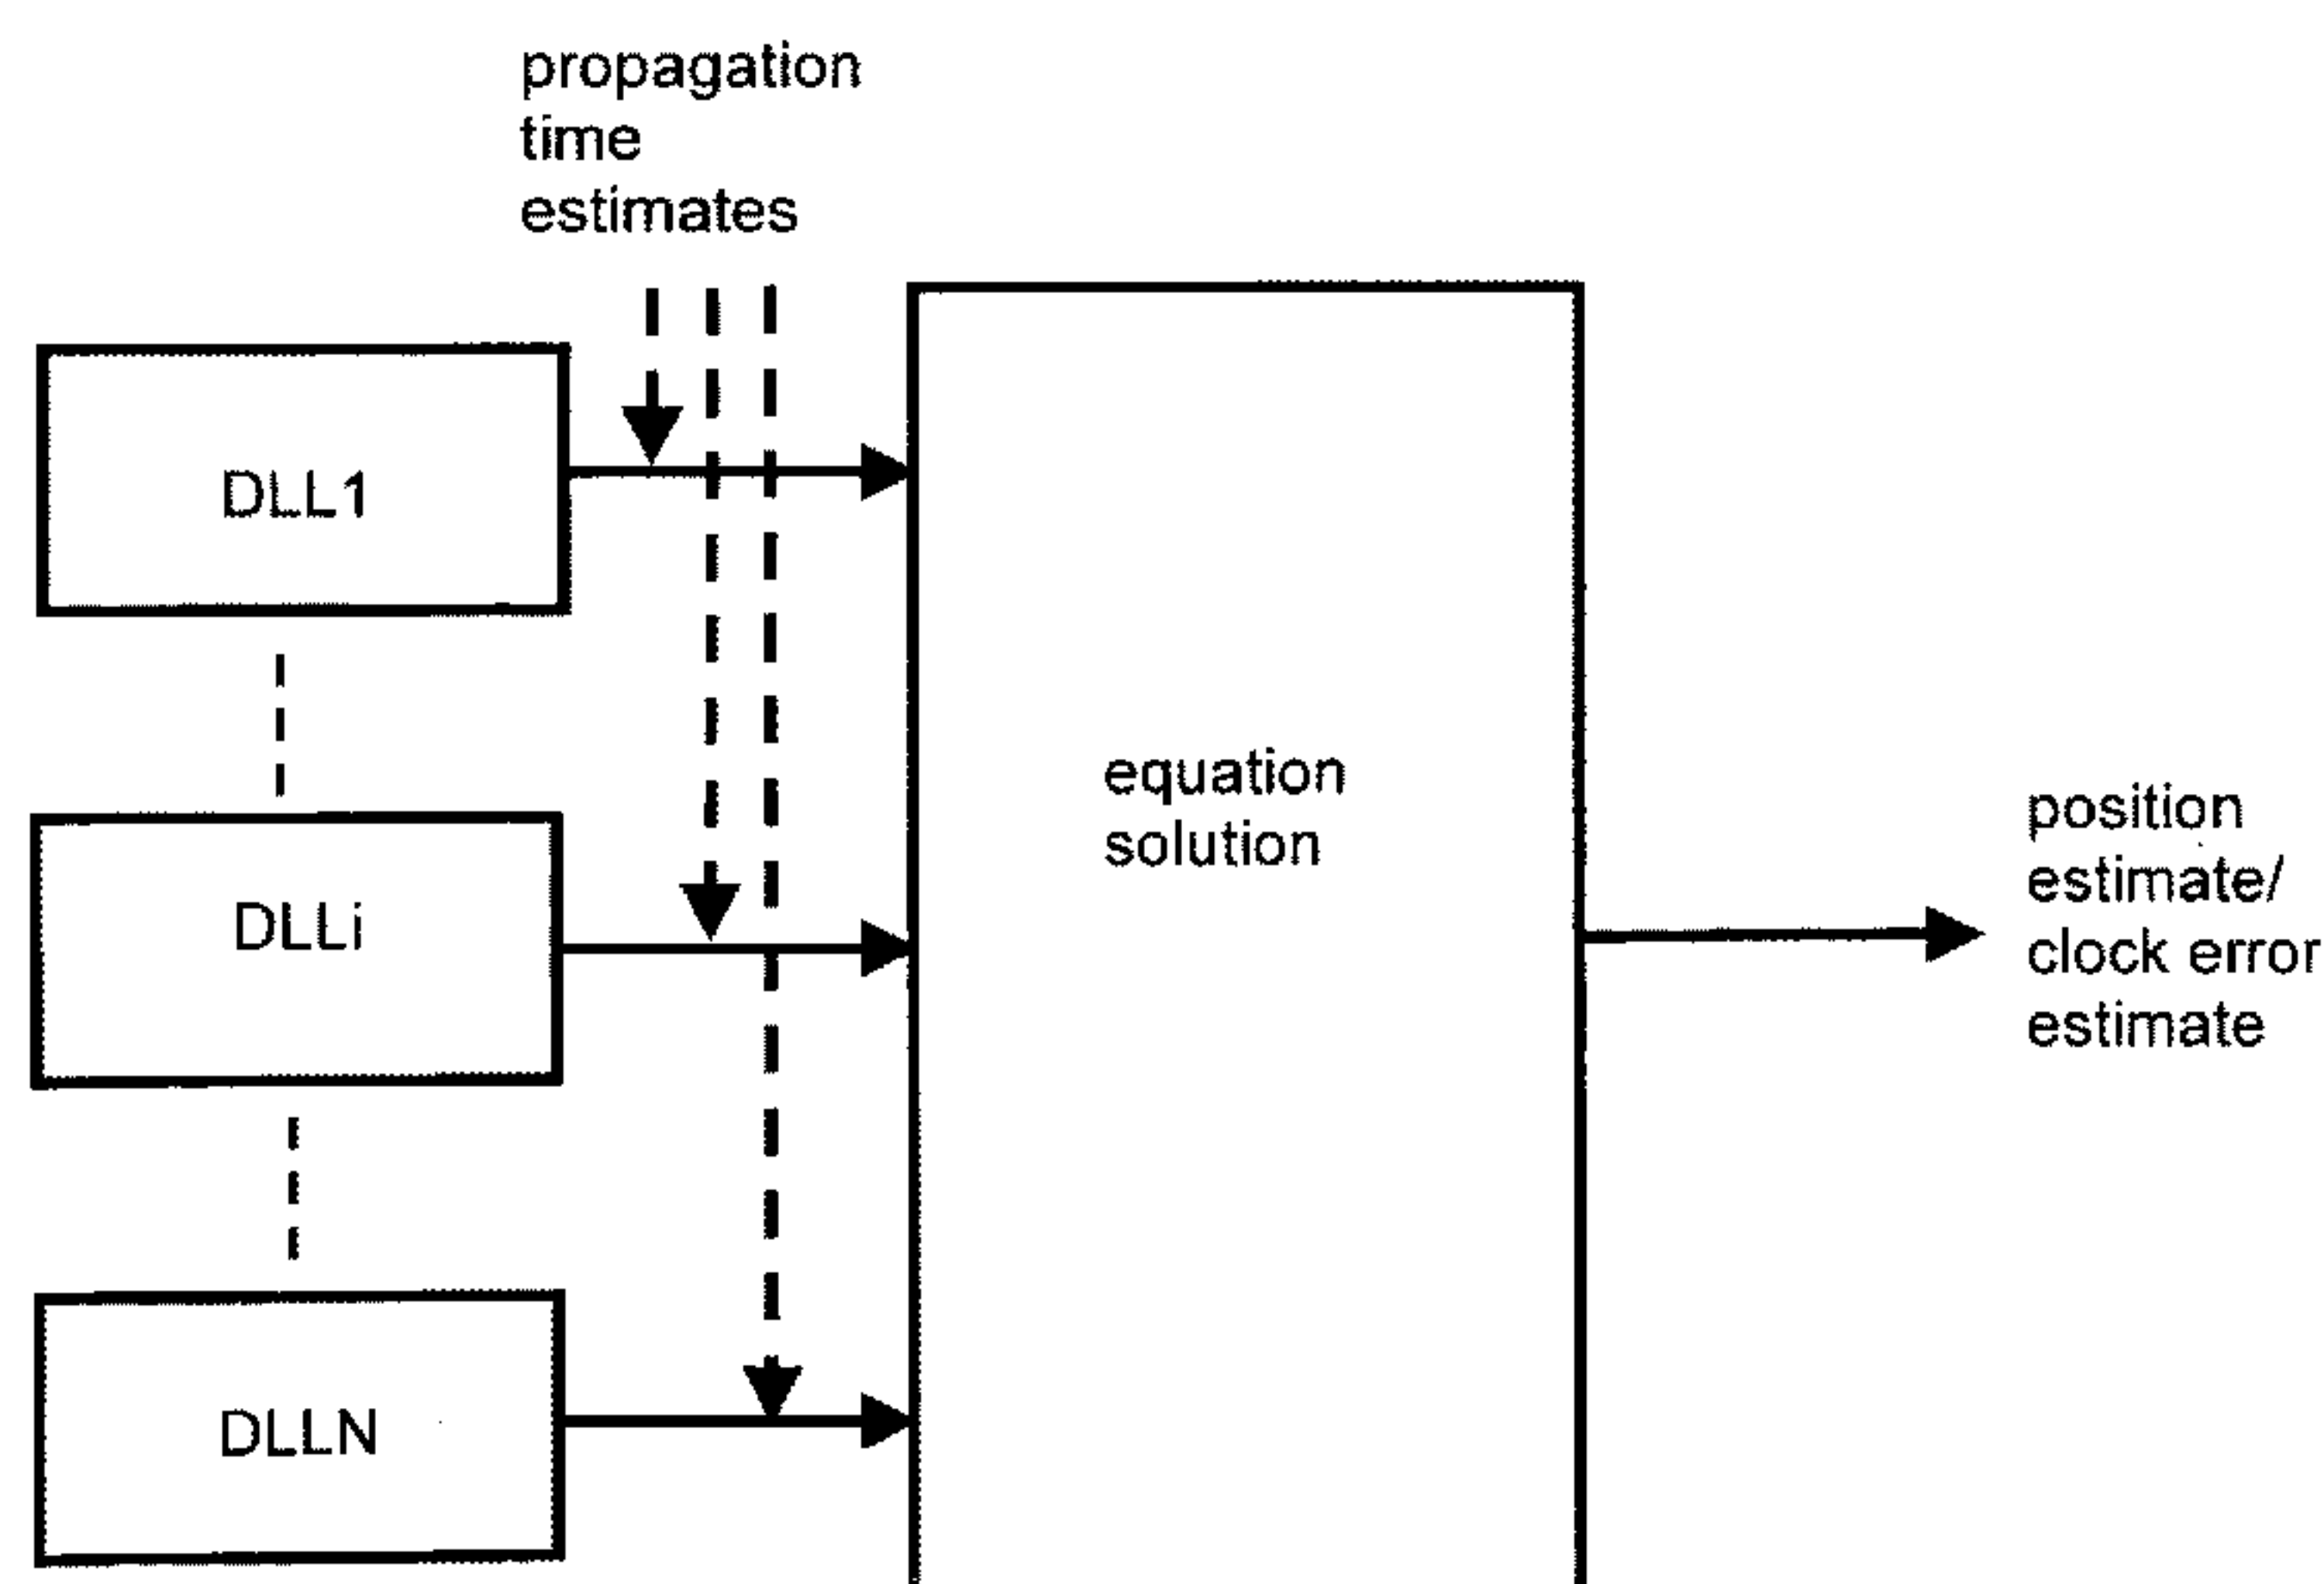 propagation
time
estimates
DLL1
DLLi
DLLN
equation
solution
position
estimate/
clock error
estimate